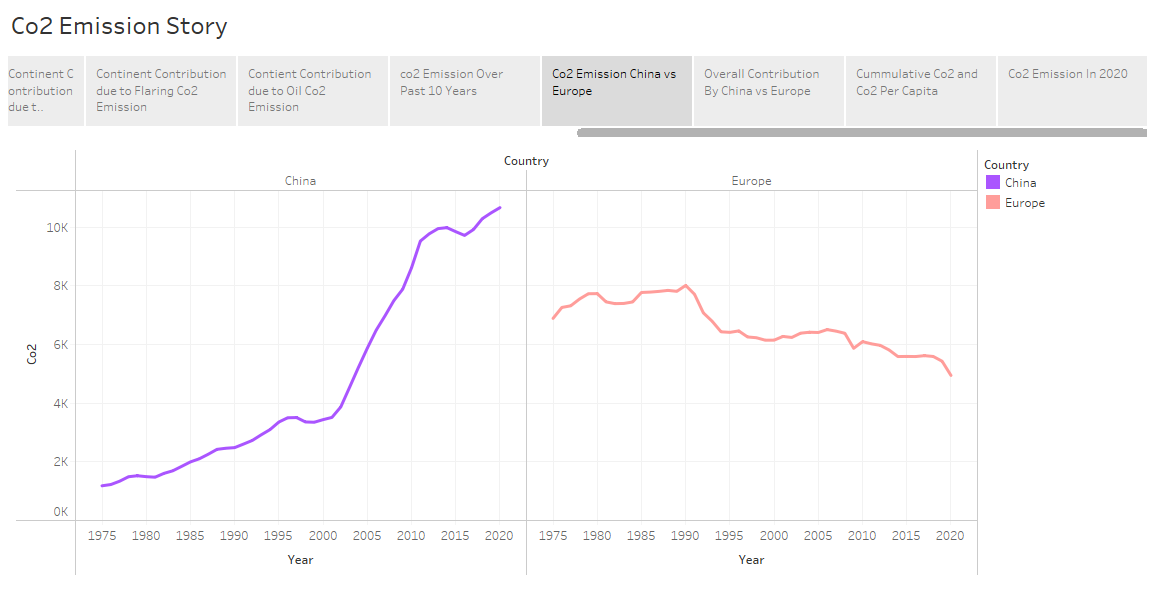 Co2 Emission Story
Continent C
ontribution
due t..
Continent Contribution
due to Flaring Co2
Emission
Contient Contribution
due to Oil Co2
Emission
co2 Emission Over
Past 10 Years
Co2 Emission China vs
Europe
Overall Contribution
By China vs Europe
Cummulative Co2 and
Co2 Per Capita
Co2 Emission In 2020
Country
China
Europe
Country
China
Europe
Co2
10K
8K
6K
4K
2K
0K
1975 1980 1985 1990 1995 2000 2005 2010 2015 2020
1975 1980 1985 1990 1995 2000 2005 2010 2015 2020
Year
Year